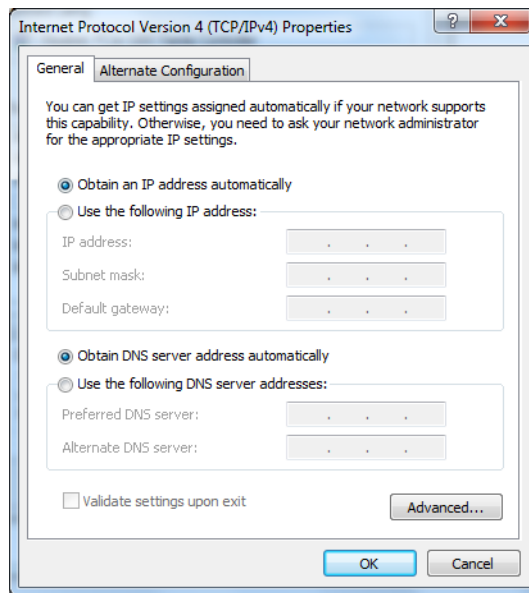 Internet Protocol Version 4 (TCP/IPv4) Properties
?
General
Alternate Configuration
You can get IP settings assigned automatically if your network supports
this capability. Otherwise, you need to ask your network administrator
for the appropriate IP settings.
Obtain an IP address automatically
Use the following IP address:
IP address:
Subnet mask:
Default gateway:
Obtain DNS server address automatically
Use the following DNS server addresses:
Preferred DNS server:
Alternate DNS server:
Validate settings upon exit
Advanced...
OK
Cancel